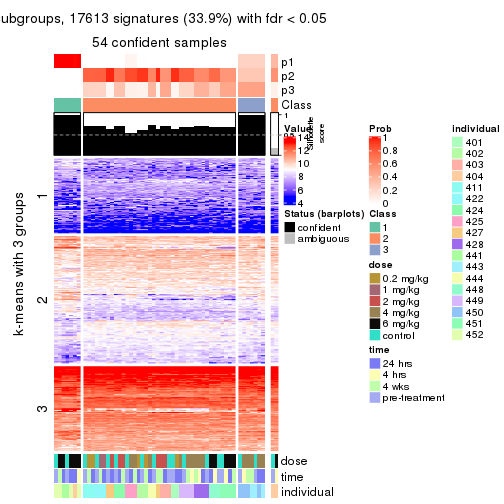 ubgroups, 17613 signatures (33.9%) with fdr < 0.05
54 confident samples
p1
p2
p3
Class
1
Silhouette
score
k-means with 3 groups
1
2
3
dose
time
individual
Value
14
12
10
8
6
4
Status (barplots)
confident
ambiguous
Prob
1
0.8
0.6
0.4
0.2
0
Class
1
2
3
dose
0.2 mg/kg
1 mg/kg
2 mg/kg
4 mg/kg
6 mg/kg
control
time
24 hrs
4 hrs
4 wks
pre-treatment
individual
401
402
403
404
411
422
424
425
427
428
441
443
444
448
449
450
451
452